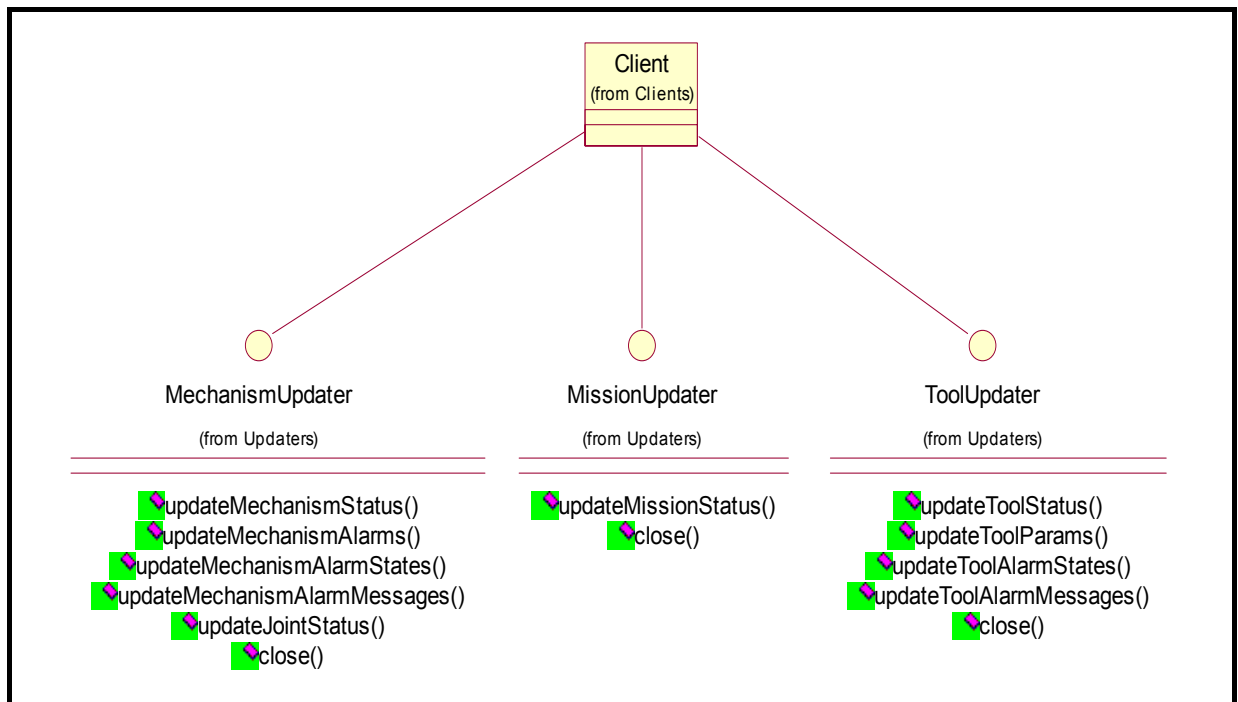 Client
(from Clients)
MechanismUpdater
(from Updaters)
updateMechanismStatus()
updateMechanismAlarms()
updateMechanismAlarmStates()
updateMechanismAlarmMessages()
updateJointStatus()
close()
MissionUpdater
(from Updaters)
updateMissionStatus()
close()
ToolUpdater
(from Updaters)
updateToolStatus()
updateToolParams()
updateToolAlarmStates()
updateToolAlarmMessages()
close()